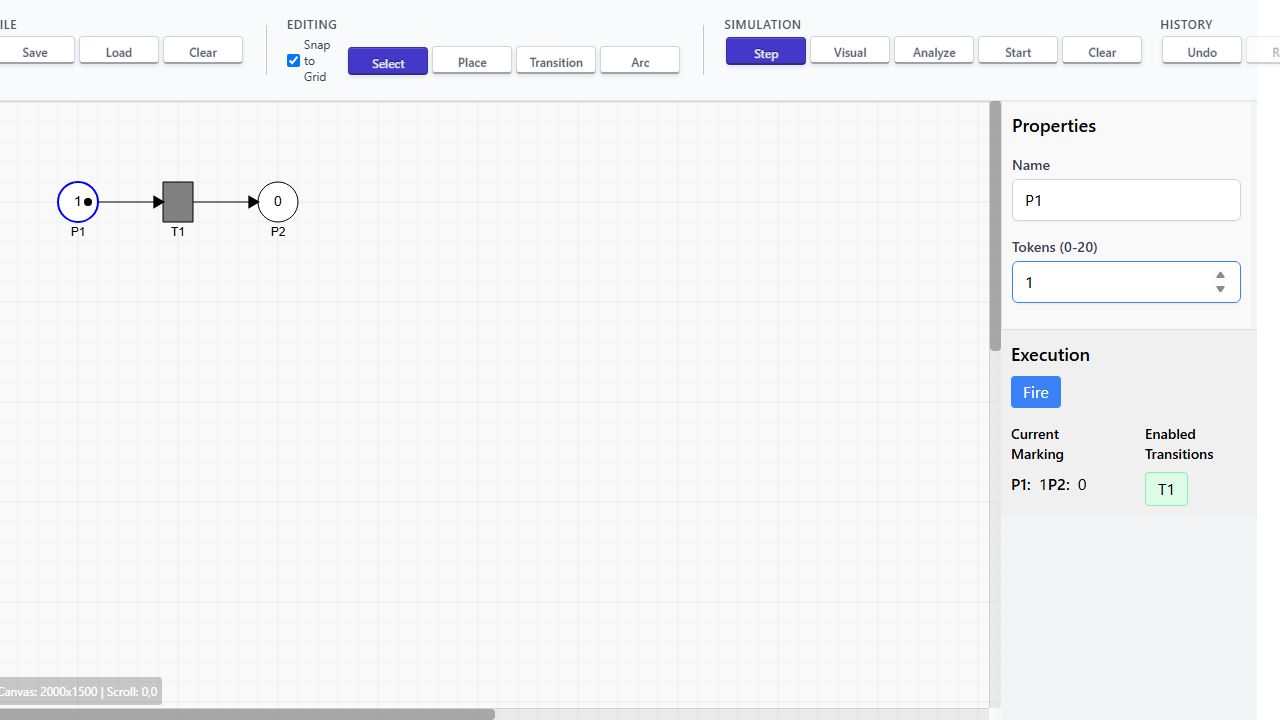 ILE
EDITING
SIMULATION
HISTORY
Save
Load
Clear
Snap
to
Grid
Select
Place
Transition
Arc
Step
Visual
Analyze
Start
Clear
Undo
R
1
0
P1
T1
P2
Properties
Name
P1
Tokens (0-20)
1
Execution
Fire
Current
Marking
Enabled
Transitions
P1: 1P2: 0
T1
Canvas: 2000x1500 | Scroll: 0,0